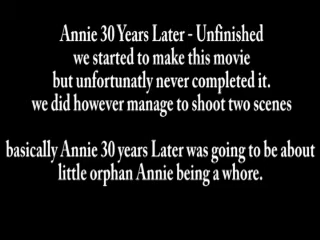 Annie 30 Years Later - Unfinished
we started to make this movie
but unfortunatly never completed it.
we did however manage to shoot two scenes
basically Annie 30 years Later was going to be about
little orphan Annie being a whore.